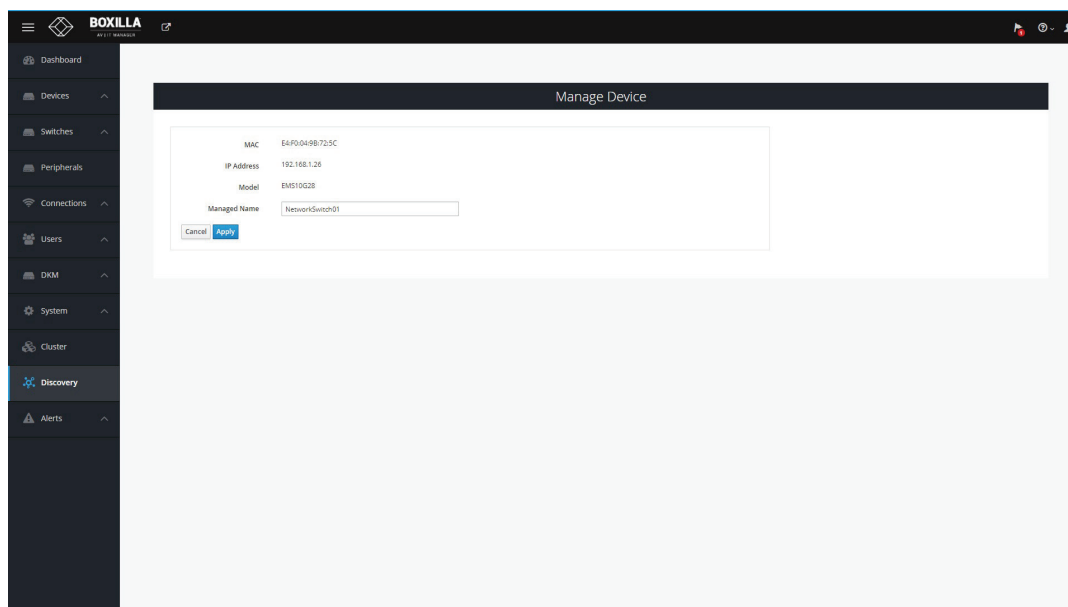 BOXILLA
AV | IT MANAGER
Dashboard
Devices
Switches
Peripherals
Connections
Users
DKM
System
Cluster
Discovery
Alerts
Manage Device
MAC E4:F0:04:9B:72:5C
IP Address 192.168.1.26
Model EMS10G28
Managed Name NetworkSwitch01
Cancel Apply